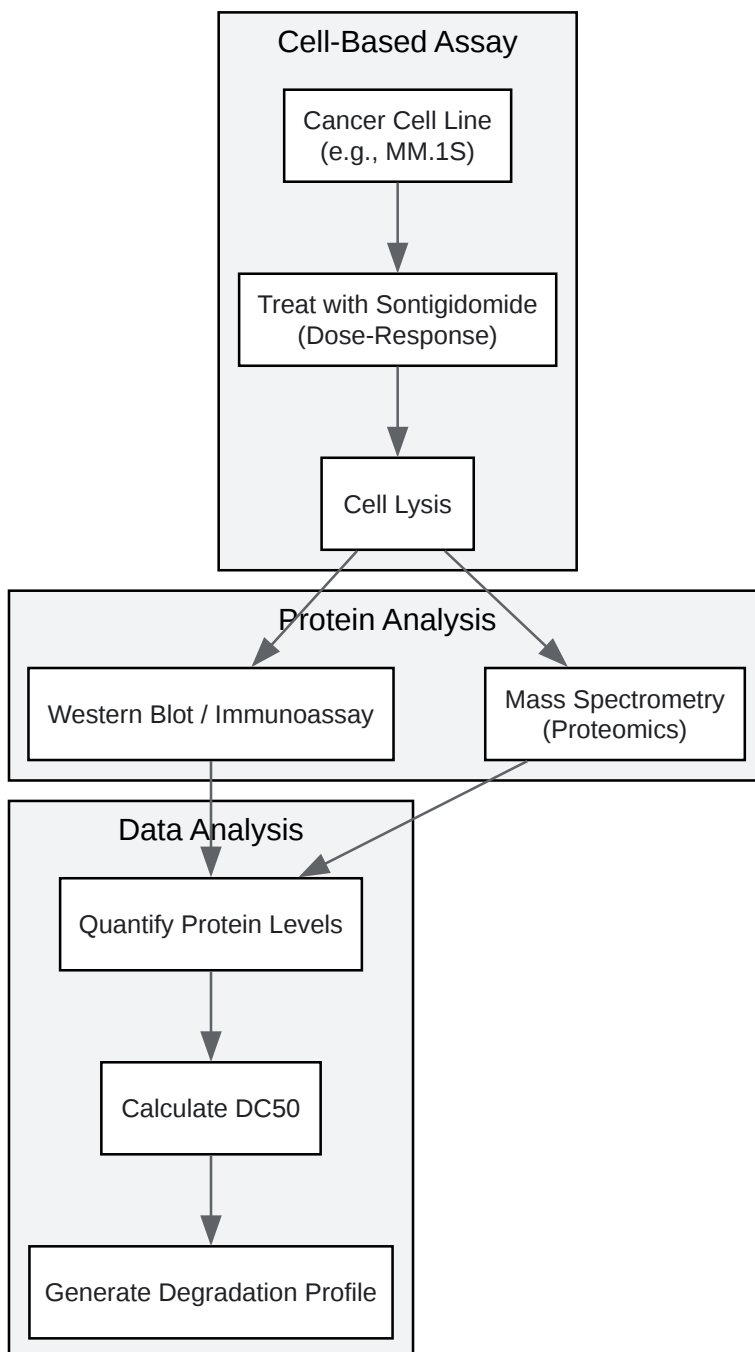 Cell-Based Assay
Cancer Cell Line
(e.g., MM.1S)
Treat with Sontigidomide
(Dose-Response)
Cell Lysis
Protein Analysis
Western Blot / Immunoassay
Mass Spectrometry
(Proteomics)
Data Analysis
Quantify Protein Levels
Calculate DC50
Generate Degradation Profile